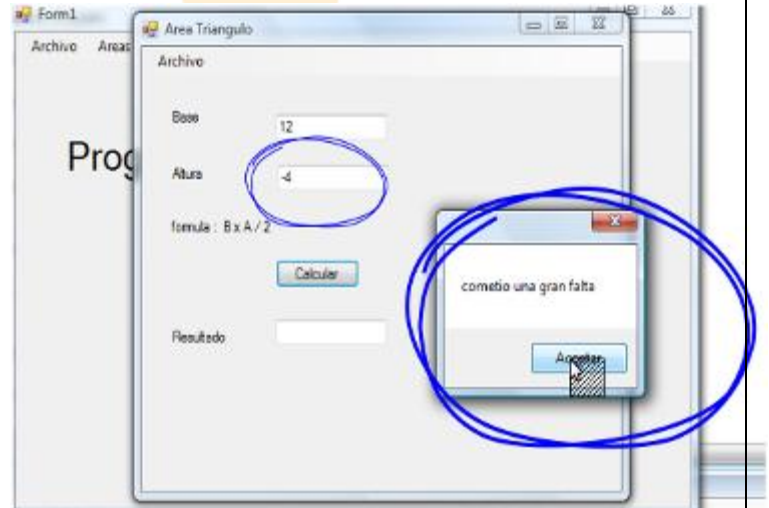 Form1
Archivo Areas
Prog
Area Triangulo
Archivo
Base 12
Altura -4
formula : B x A / 2
Calcular
Resultado
cometio una gran falta